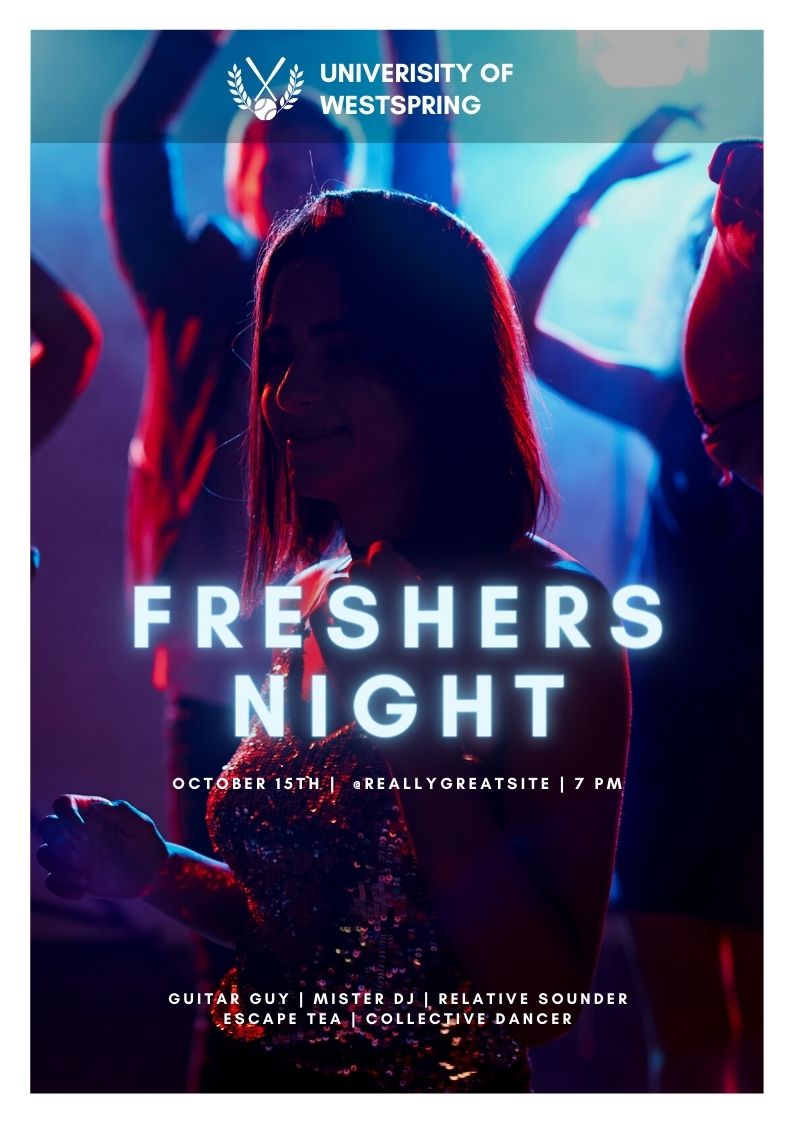 UNIVERISITY OF
WESTSPRING
FRESHERS
NIGHT
OCTOBER 15TH | @REALLYGREATSITE | 7 PM
GUITAR GUY | MISTER DJ | RELATIVE SOUNDER
ESCAPE TEA | COLLECTIVE DANCER